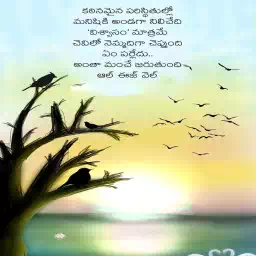 కఠినమైన పరిస్థితుల్లో
మనిషికి అండగా నిలిచేది
'విశ్వాసం' మాత్రమే
చెవిలో నెమ్మదిగా చెప్తుంది
ఏం పర్లేదు..
అంతా మంచే జరుతుంది
ఆల్ ఈజ్ వెల్